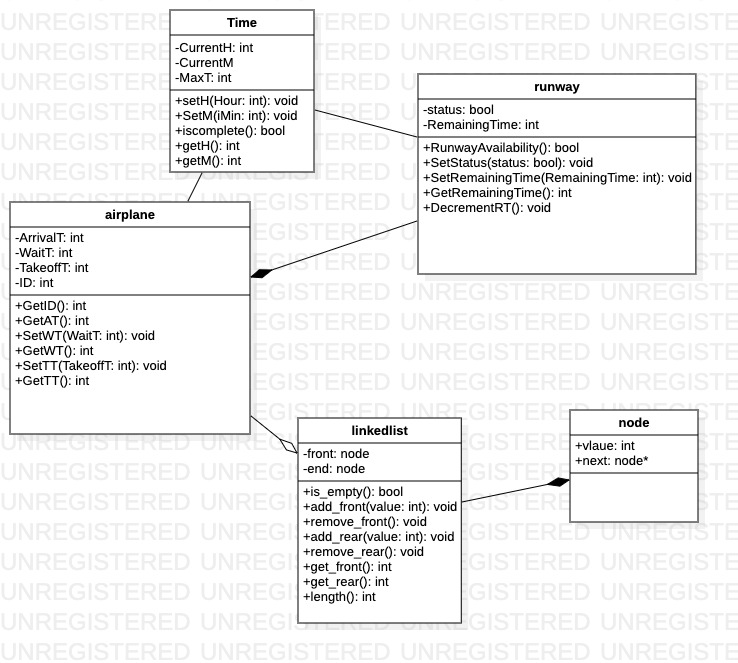 Time
-CurrentH: int
-CurrentM
-MaxT: int
+setH(Hour: int): void
+SetM(iMin: int): void
+iscomplete(): bool
+getH(): int
+getM(): int
runway
-status: bool
-RemainingTime: int
+RunwayAvailability(): bool
+SetStatus(status: bool): void
+SetRemainingTime(RemainingTime: int): void
+GetRemainingTime(): int
+DecrementRT(): void
airplane
-ArrivalT: int
-WaitT: int
-TakeoffT: int
-ID: int
+GetID(): int
+GetAT(): int
+SetWT(WaitT: int): void
+GetWT(): int
+SetTT(TakeoffT: int): void
+GetTT(): int
linkedlist
-front: node
-end: node
+is_empty(): bool
+add_front(value: int): void
+remove_front(): void
+add_rear(value: int): void
+remove_rear(): void
+get_front(): int
+get_rear(): int
+length(): int
node
+vlaue: int
+next: node*
UNREGISTERED